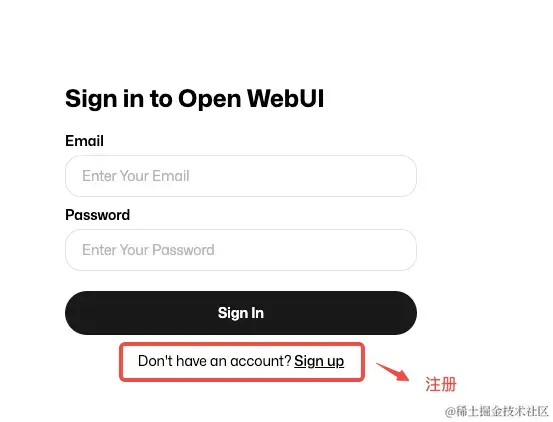 Sign in to Open WebUI
Email
Enter Your Email
Password
Enter Your Password
Sign In
Don't have an account? Sign up
注册
@稀土掘金技术社区